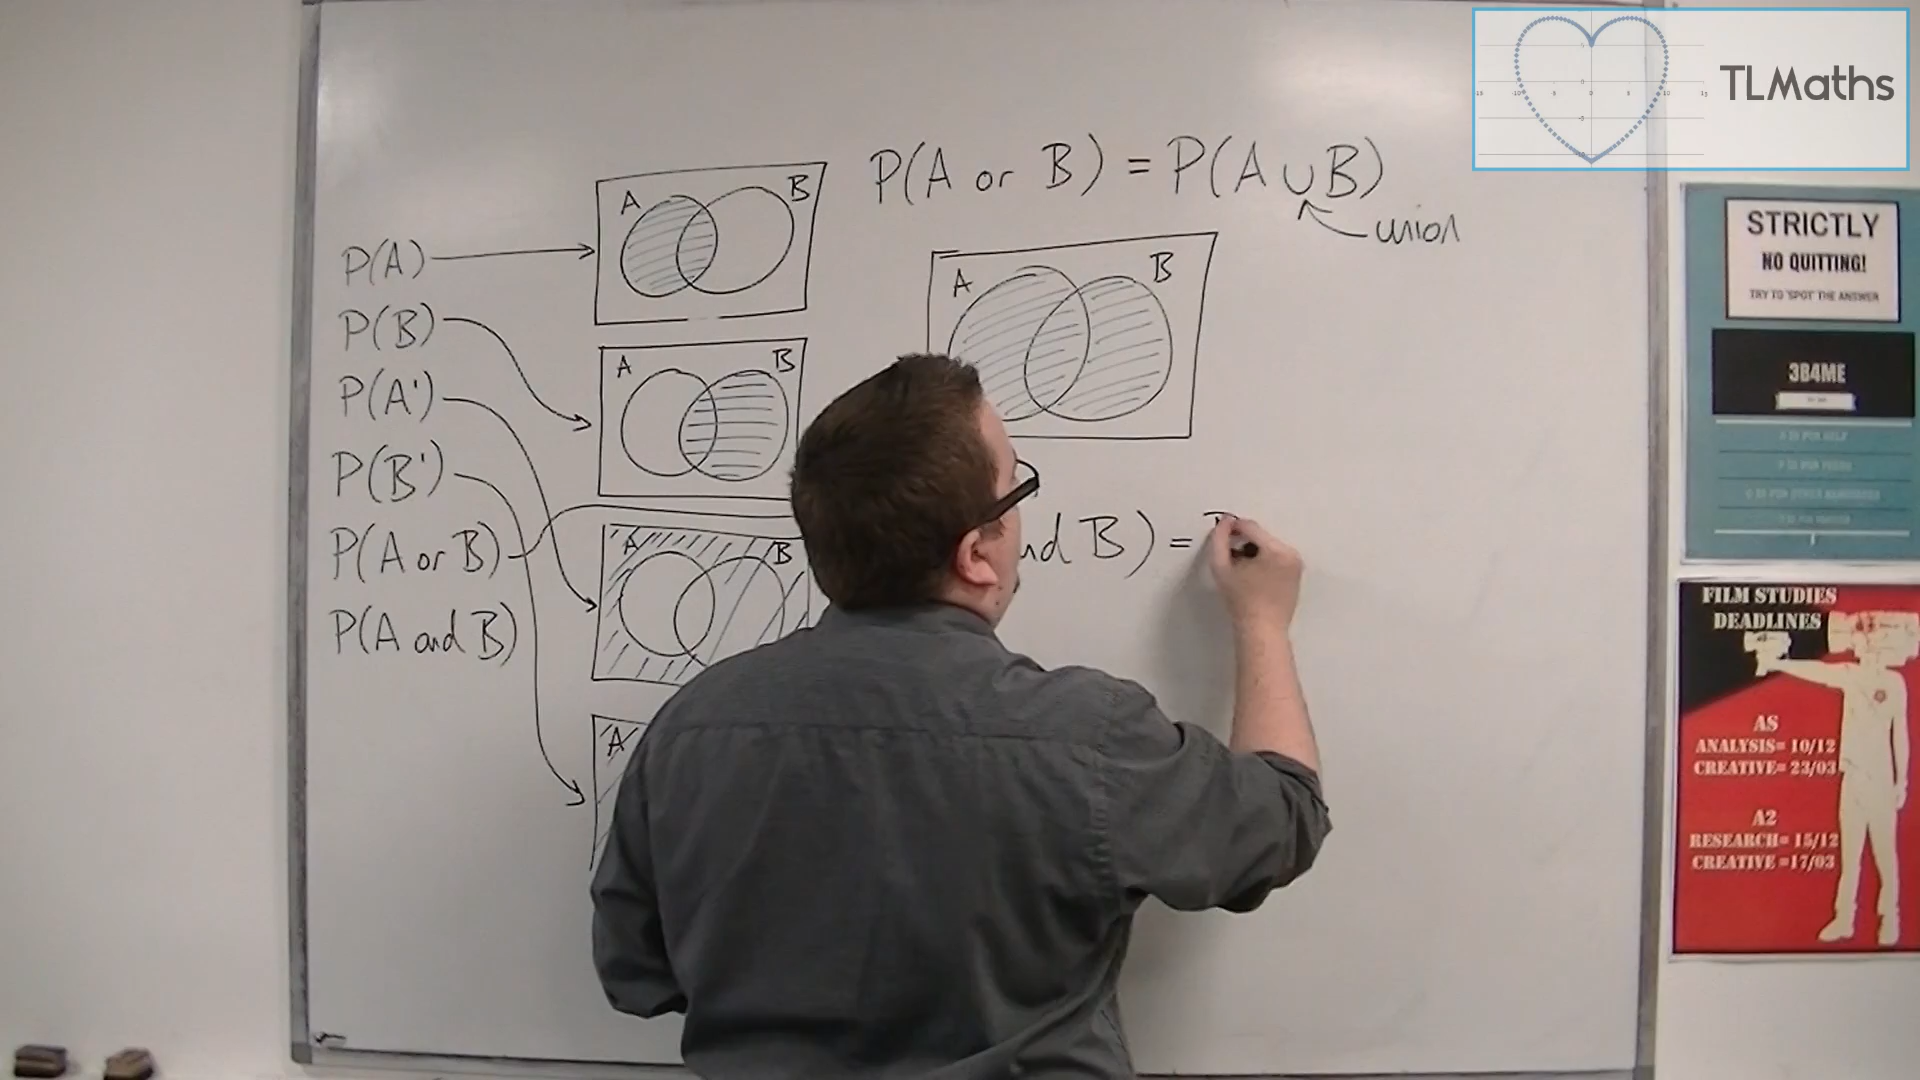 TLMaths
P(A or B) = P(A ∪ B)
union
A B
P(A)
P(B)
P(A')
P(B')
P(A or B)
P(A and B)
A B
A B
A B
A
nd B) =
STRICTLY
NO QUITTING!
TRY TO 'SPOT' THE ANSWER
3B4ME
FILM STUDIES
DEADLINES
AS
ANALYSIS= 10/12
CREATIVE= 23/03
A2
RESEARCH= 15/12
CREATIVE =17/03